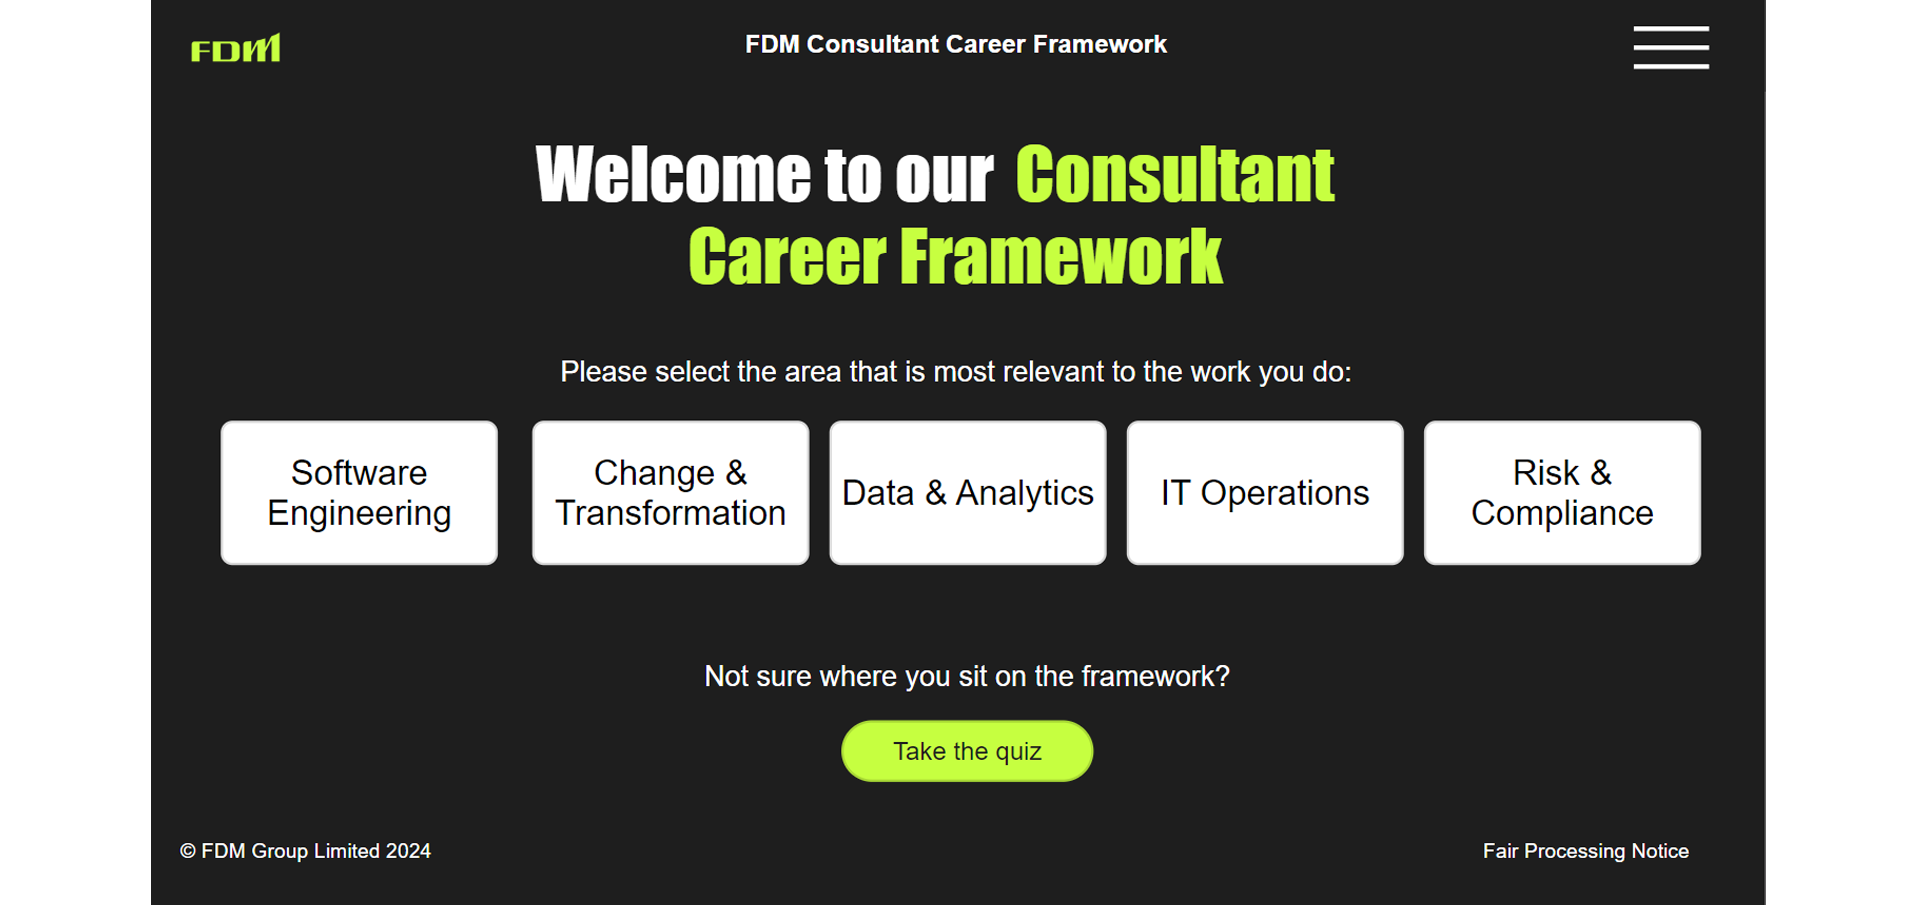 FDM
FDM Consultant Career Framework
Welcome to our Consultant
Career Framework
Please select the area that is most relevant to the work you do:
Software
Engineering
Change &
Transformation
Data & Analytics
IT Operations
Risk &
Compliance
Not sure where you sit on the framework?
Take the quiz
© FDM Group Limited 2024
Fair Processing Notice